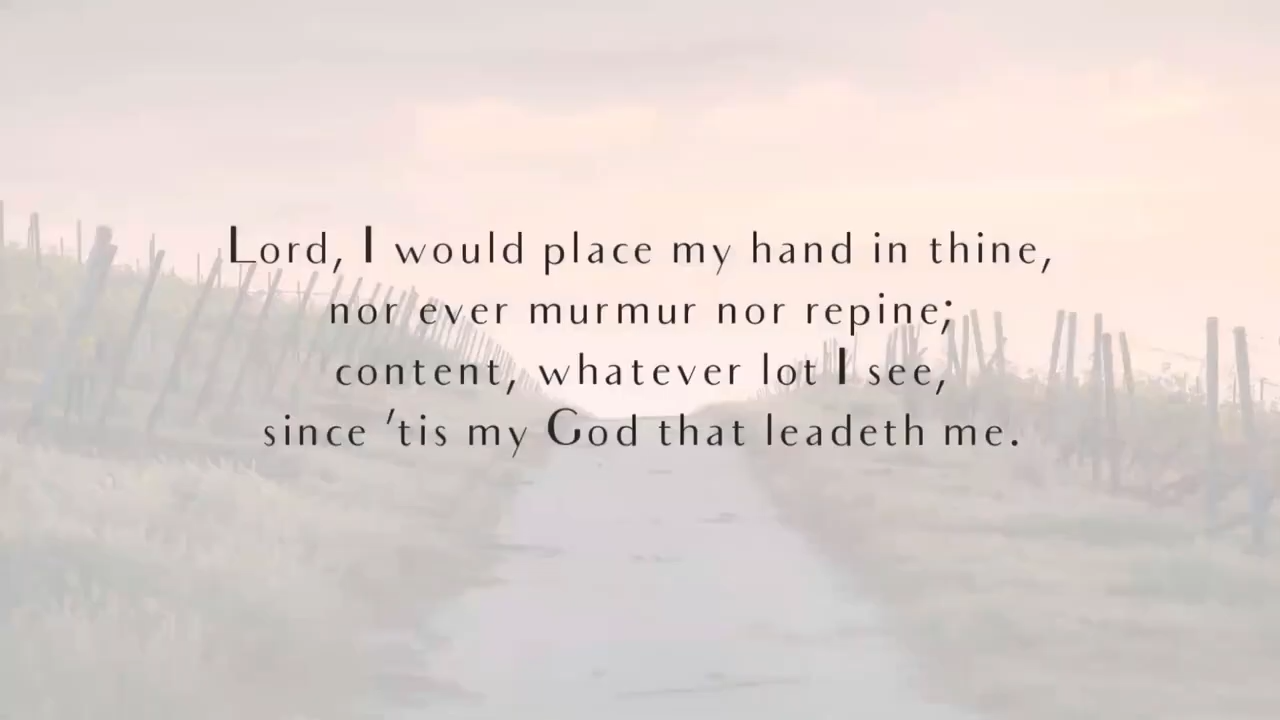 Lord, I would place my hand in thine,
nor ever murmur nor repine;
content, whatever lot I see,
since 'tis my God that leadeth me.